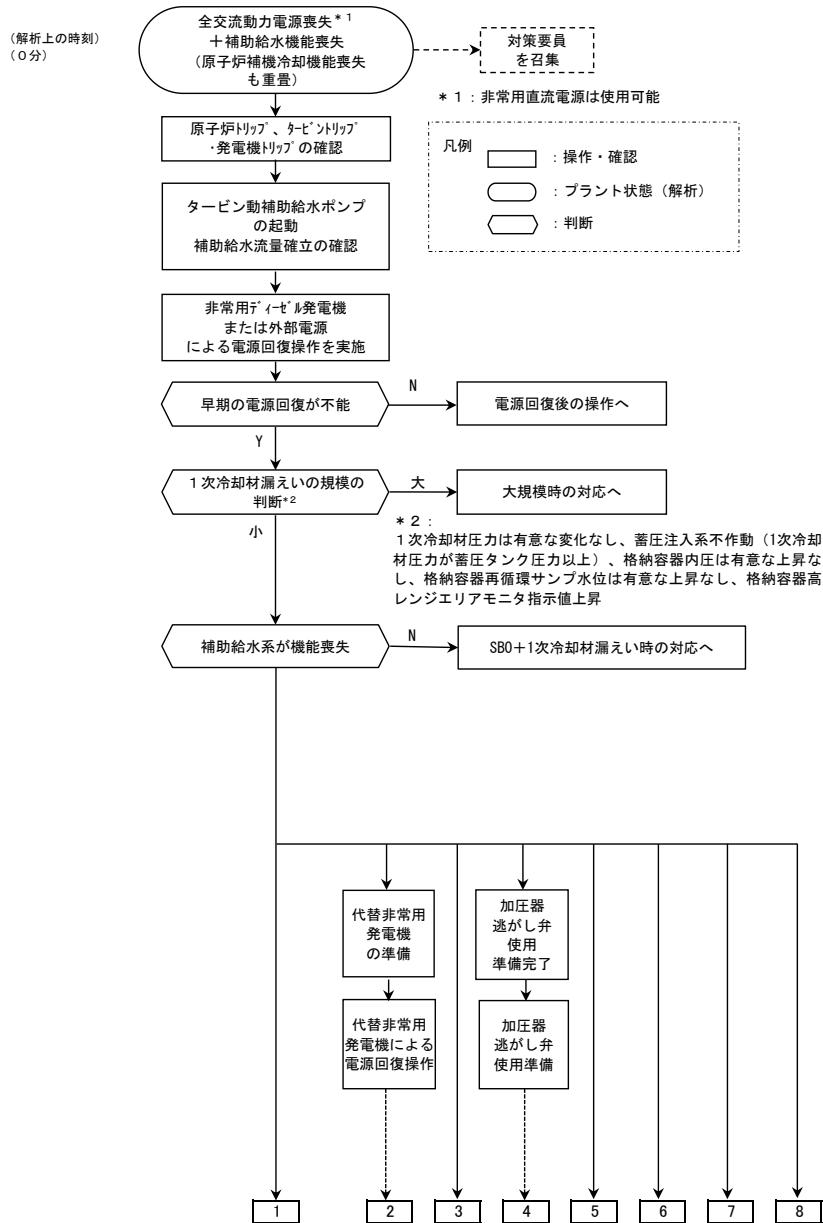 （解析上の時刻）
（０分）
全交流動力電源喪失＊１
＋補助給水機能喪失
（原子炉補機冷却機能喪失
も重畳）
対策要員
を召集
＊１：非常用直流電源は使用可能
原子炉ﾄﾘｯﾌﾟ、ﾀｰﾋﾞﾝﾄﾘｯﾌﾟ
・発電機ﾄﾘｯﾌﾟの確認
凡例
：操作・確認
：プラント状態（解析）
：判断
タービン動補助給水ポンプ
の起動
補助給水流量確立の確認
非常用ﾃﾞｨｰｾﾞﾙ発電機
または外部電源
による電源回復操作を実施
早期の電源回復が不能
N
電源回復後の操作へ
Y
１次冷却材漏えいの規模の
判断*2
大
大規模時の対応へ
小
＊２：
１次冷却材圧力は有意な変化なし、蓄圧注入系不作動（1次冷却
材圧力が蓄圧タンク圧力以上）、格納容器内圧は有意な上昇な
し、格納容器再循環サンプ水位は有意な上昇なし、格納容器高
レンジエリアモニタ指示値上昇
補助給水系が機能喪失
N
SBO＋1次冷却材漏えい時の対応へ
代替非常用
発電機
の準備
加圧器
逃がし弁
使用
準備完了
代替非常用
発電機による
電源回復操作
加圧器
逃がし弁
使用準備
1
2
3
4
5
6
7
8